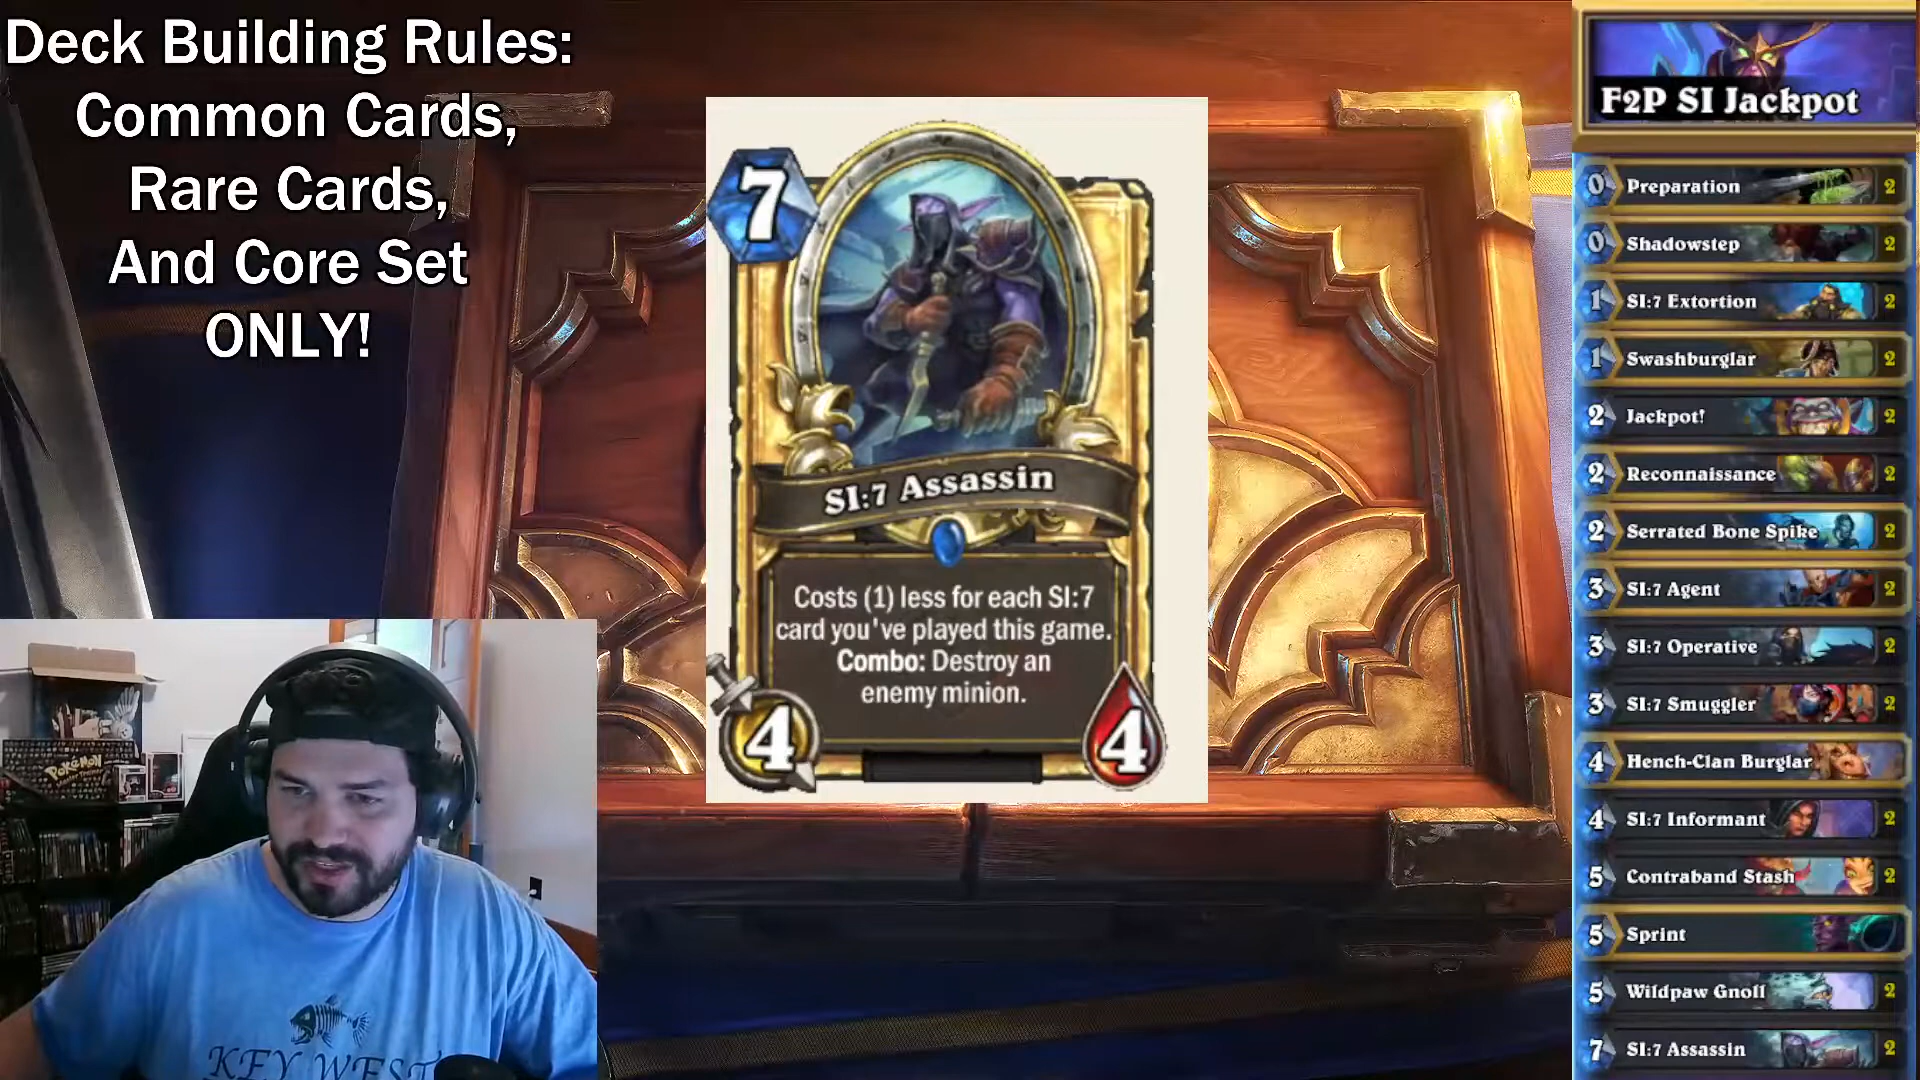 Deck Building Rules:
Common Cards,
Rare Cards,
And Core Set
ONLY!
7
SI:7 Assassin
Costs (1) less for each SI:7
card you've played this game.
Combo: Destroy an
enemy minion.
4
4
F2P SI Jackpot
0 Preparation 2
0 Shadowstep 2
1 SI:7 Extortion 2
1 Swashburglar 2
2 Jackpot! 2
2 Reconnaissance 2
2 Serrated Bone Spike 2
3 SI:7 Agent 2
3 SI:7 Operative 2
3 SI:7 Smuggler 2
4 Hench-Clan Burglar
4 SI:7 Informant 2
5 Contraband Stash 2
5 Sprint
5 Wildpaw Gnoll 2
7 SI:7 Assassin 2
POKéMON
KEY WEST